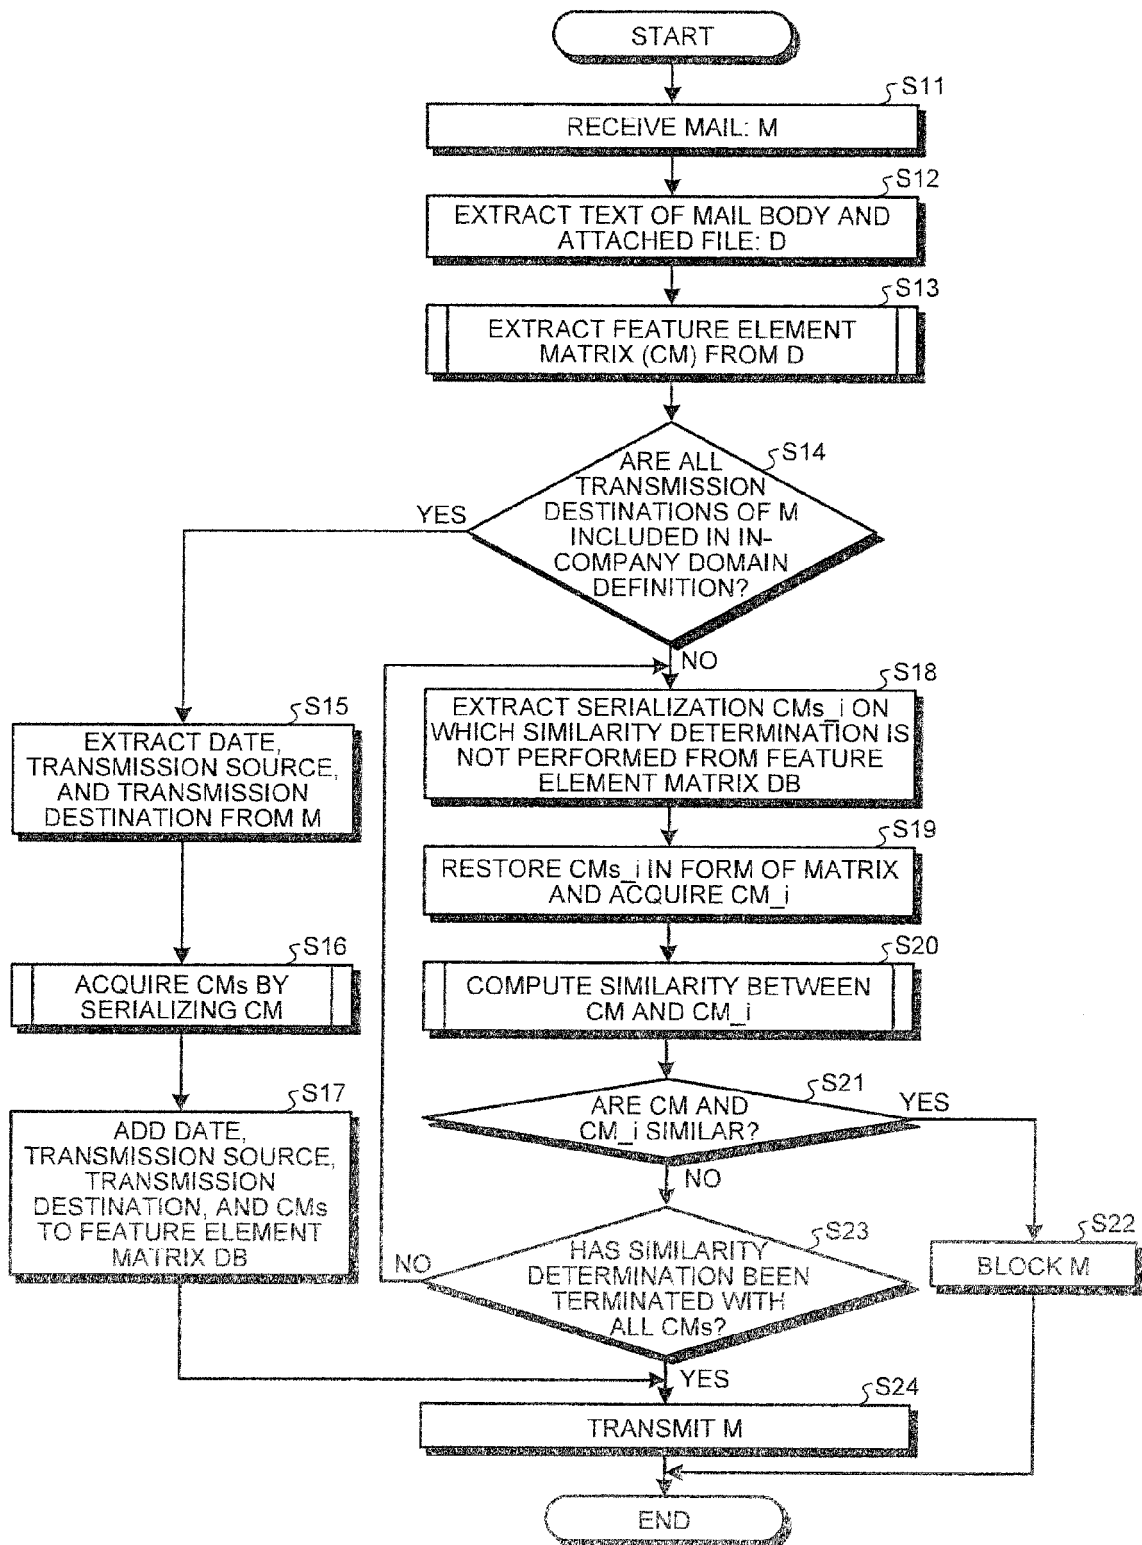 START
S11
RECEIVE MAIL: M
S12
EXTRACT TEXT OF MAIL BODY AND
ATTACHED FILE: D
S13
EXTRACT FEATURE ELEMENT
MATRIX (CM) FROM D
S14
ARE ALL
TRANSMISSION
DESTINATIONS OF M
INCLUDED IN IN-
COMPANY DOMAIN
DEFINITION?
YES
NO
S15
EXTRACT DATE,
TRANSMISSION SOURCE,
AND TRANSMISSION
DESTINATION FROM M
S16
ACQUIRE CMs BY
SERIALIZING CM
S17
ADD DATE,
TRANSMISSION SOURCE,
TRANSMISSION
DESTINATION, AND CMs
TO FEATURE ELEMENT
MATRIX DB
S18
EXTRACT SERIALIZATION CMs_i ON
WHICH SIMILARITY DETERMINATION IS
NOT PERFORMED FROM FEATURE
ELEMENT MATRIX DB
S19
RESTORE CMs_i IN FORM OF MATRIX
AND ACQUIRE CM_i
S20
COMPUTE SIMILARITY BETWEEN
CM AND CM_i
S21
ARE CM AND
CM_i SIMILAR?
YES
NO
S22
BLOCK M
S23
HAS SIMILARITY
DETERMINATION BEEN
TERMINATED WITH
ALL CMs?
NO
YES
S24
TRANSMIT M
END